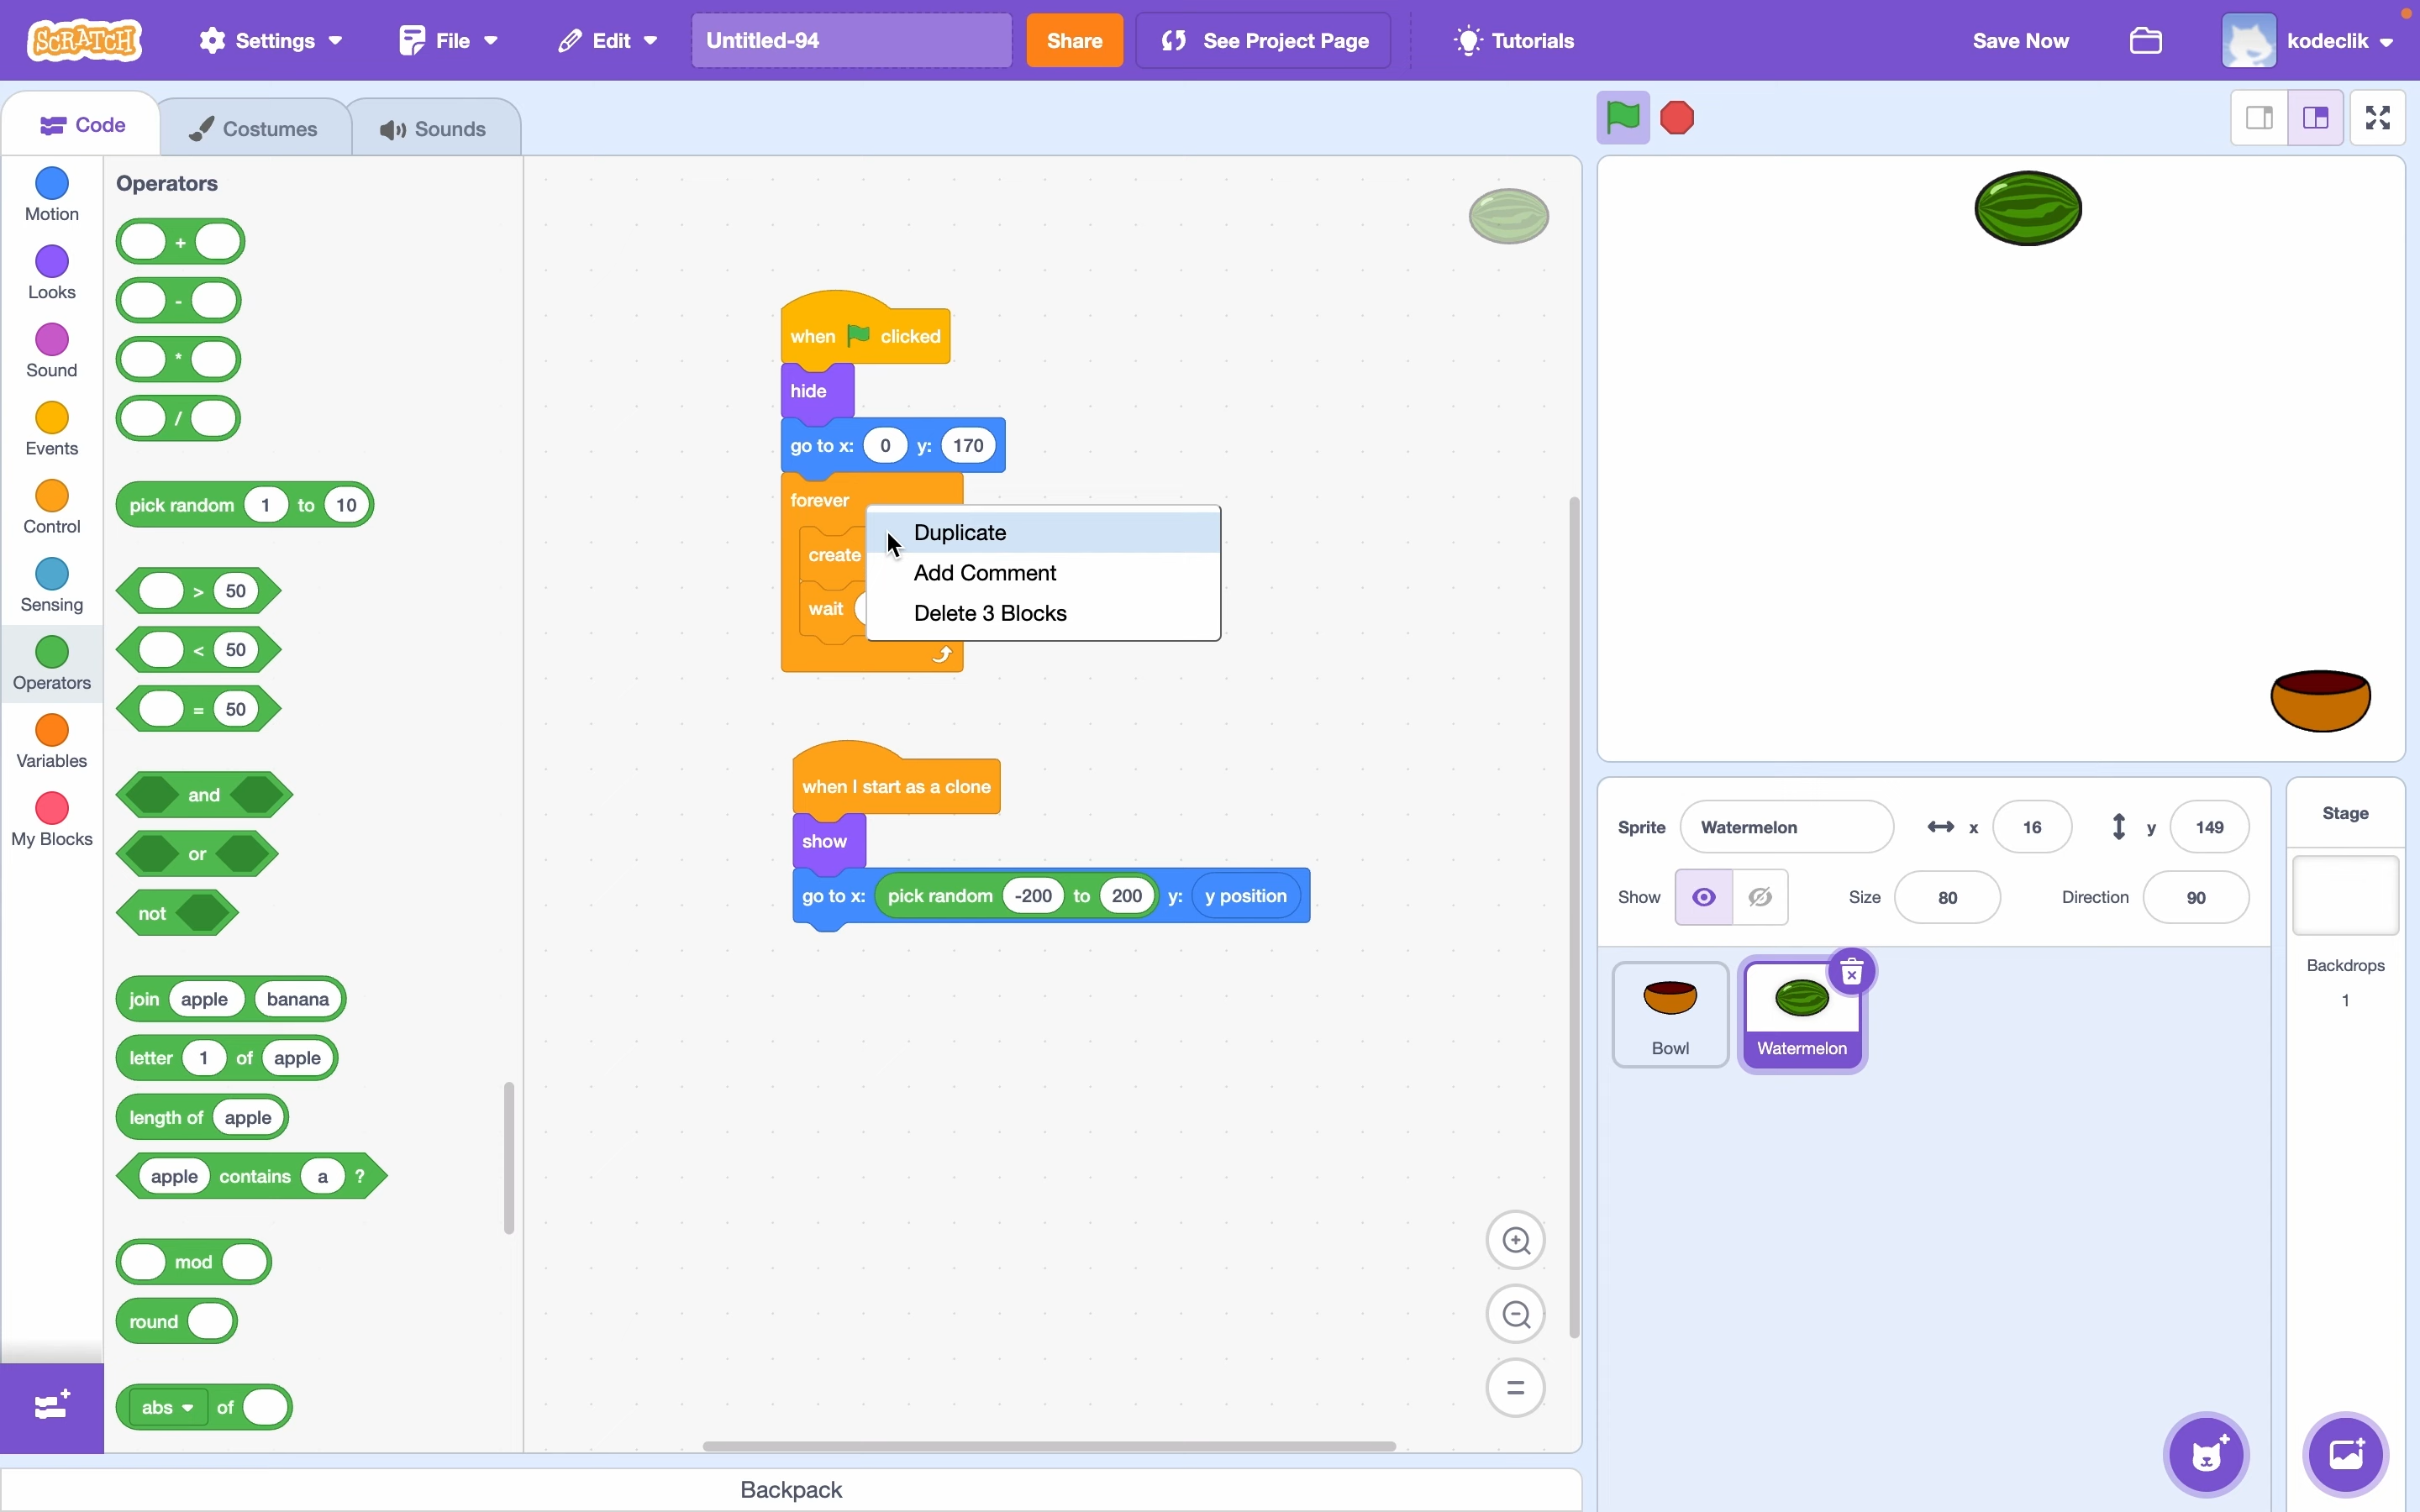 SCRATCH Settings File Edit Untitled-94 Share See Project Page Tutorials Save Now kodeclik
Code Costumes Sounds
Motion
Looks
Sound
Events
Control
Sensing
Operators
Variables
My Blocks
Operators
+
-
*
/
pick random 1 to 10
> 50
< 50
= 50
and
or
not
join apple banana
letter 1 of apple
length of apple
apple contains a ?
mod
round
abs of
when clicked
hide
go to x: 0 y: 170
forever
create
wait
Duplicate
Add Comment
Delete 3 Blocks
when I start as a clone
show
go to x: pick random -200 to 200 y: y position
Backpack
Sprite Watermelon x 16 y 149
Show Size 80 Direction 90
Bowl
Watermelon
Stage
Backdrops
1